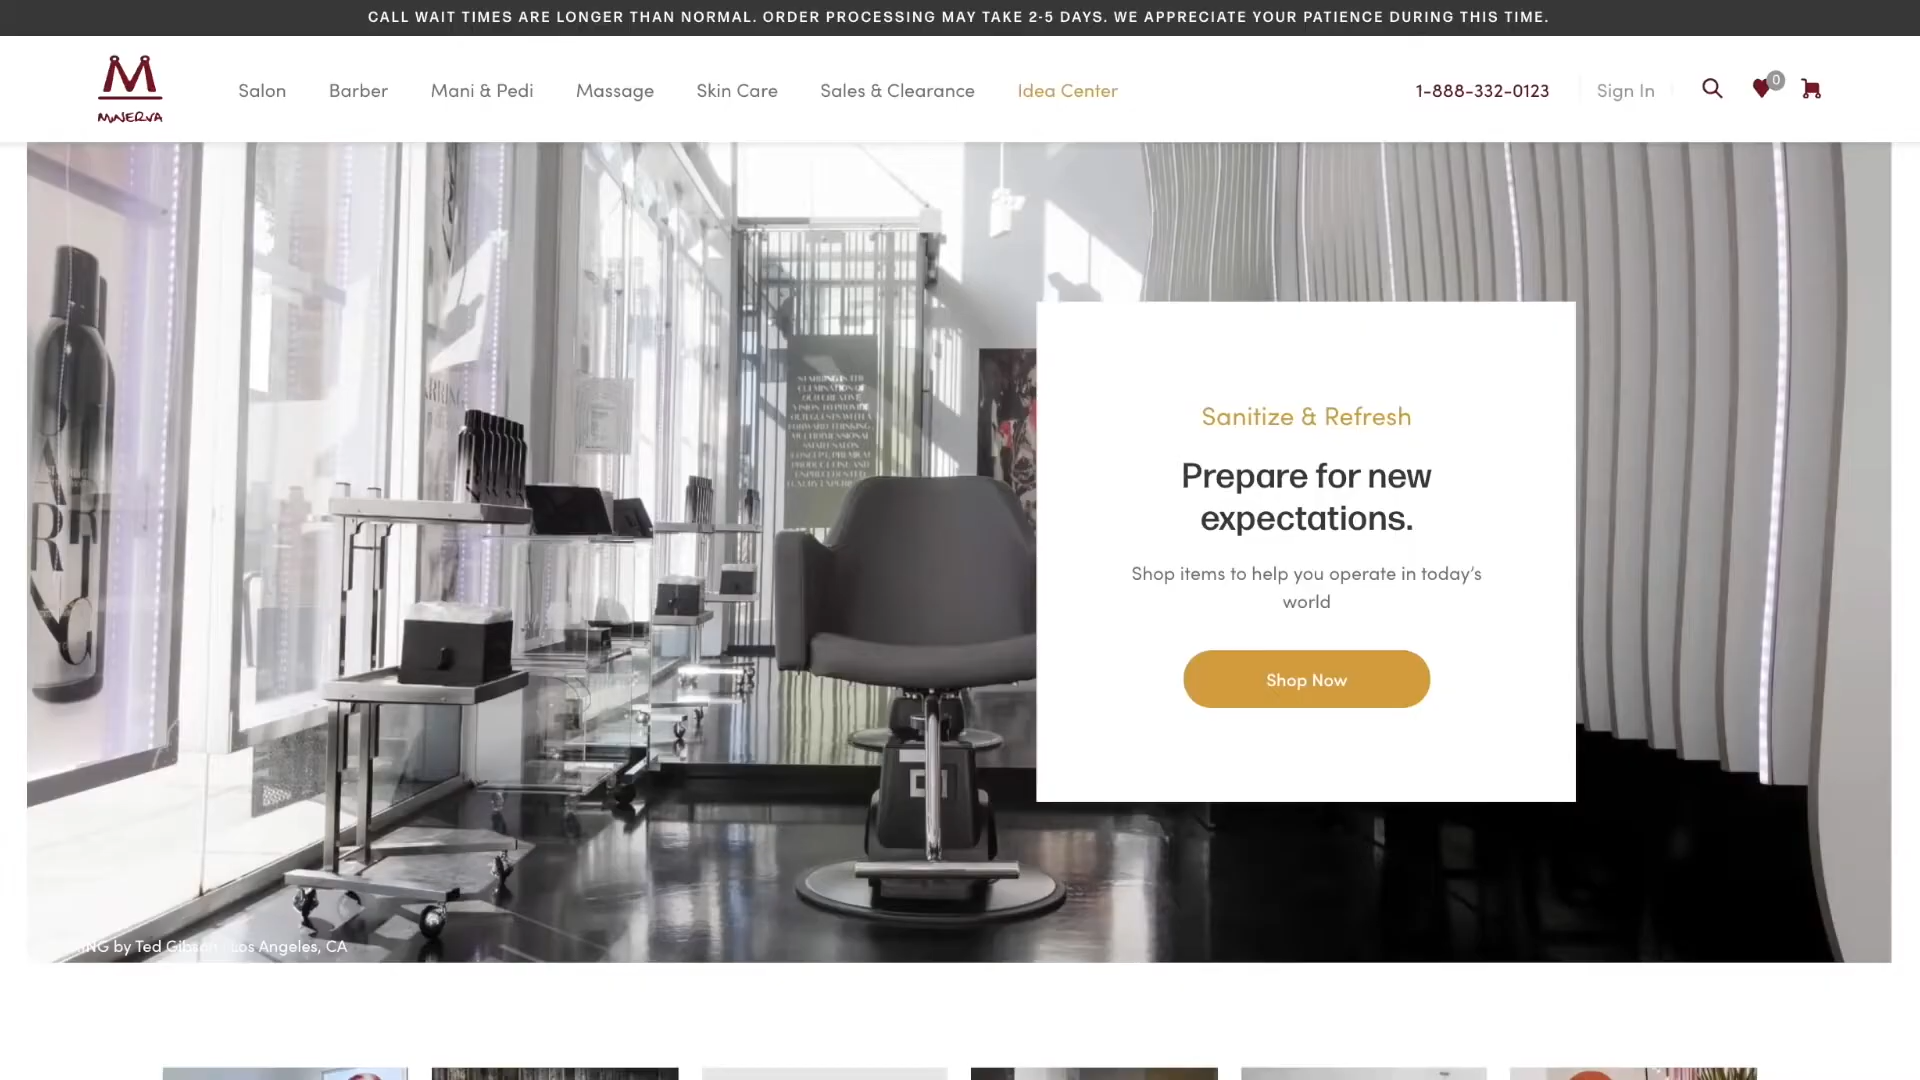 CALL WAIT TIMES ARE LONGER THAN NORMAL. ORDER PROCESSING MAY TAKE 2-5 DAYS. WE APPRECIATE YOUR PATIENCE DURING THIS TIME.
MINERVA
Salon Barber Mani & Pedi Massage Skin Care Sales & Clearance Idea Center 1-888-332-0123 Sign In 0
Sanitize & Refresh
Prepare for new
expectations.
Shop items to help you operate in today’s
world
Shop Now
by Ted Gibson Los Angeles, CA